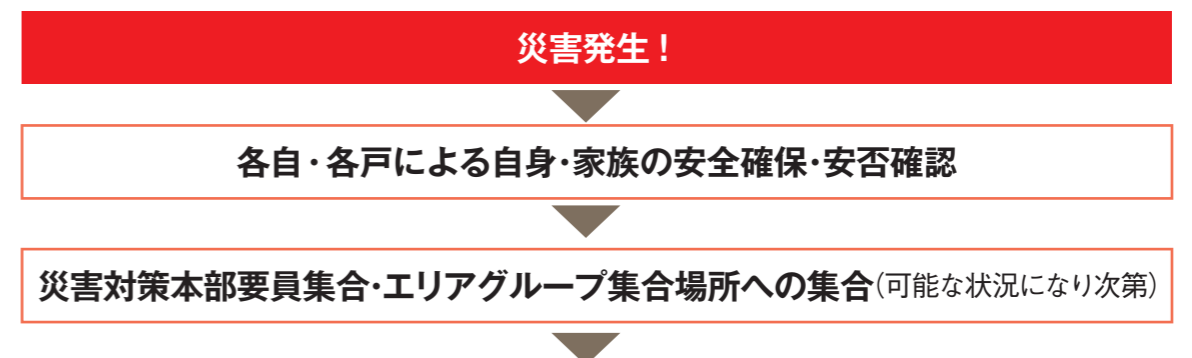 災害発生!
各自・各戸による自身・家族の安全確保・安否確認
災害対策本部要員集合・エリアグループ集合場所への集合(可能な状況になり次第)